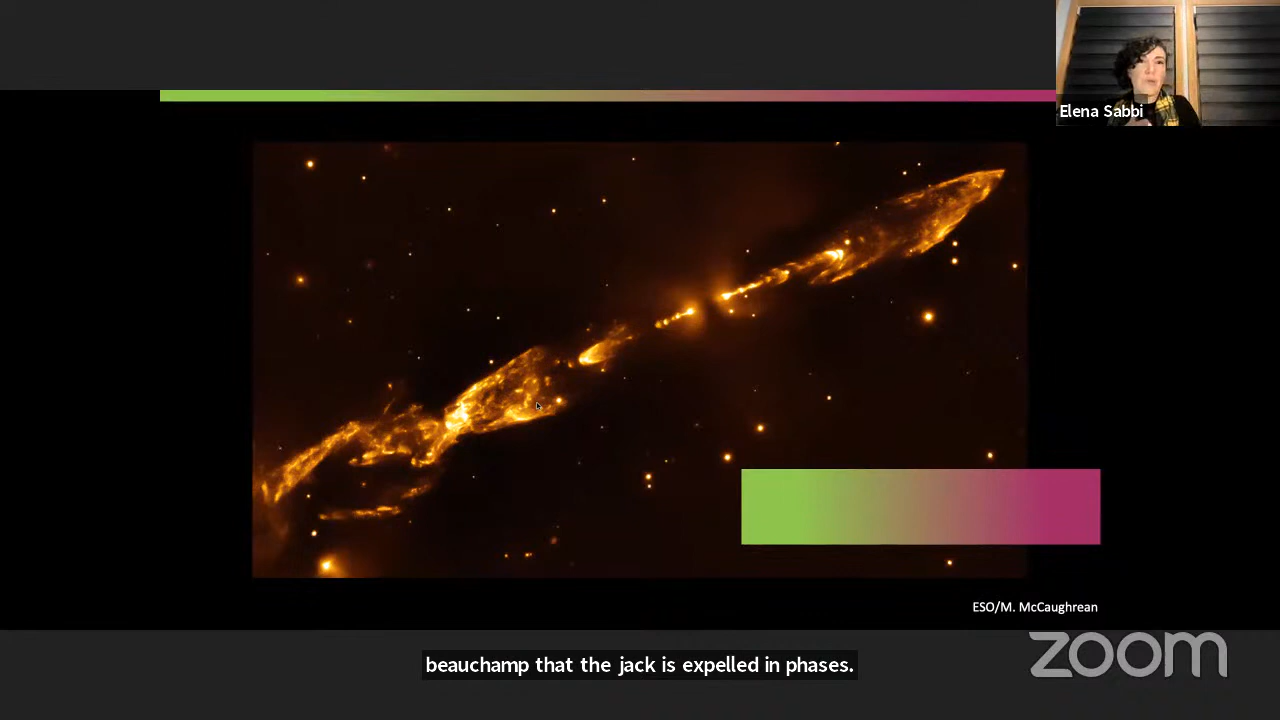 Elena Sabbi
ESO/M. McCaughrean
beauchamp that the jack is expelled in phases.
zoom